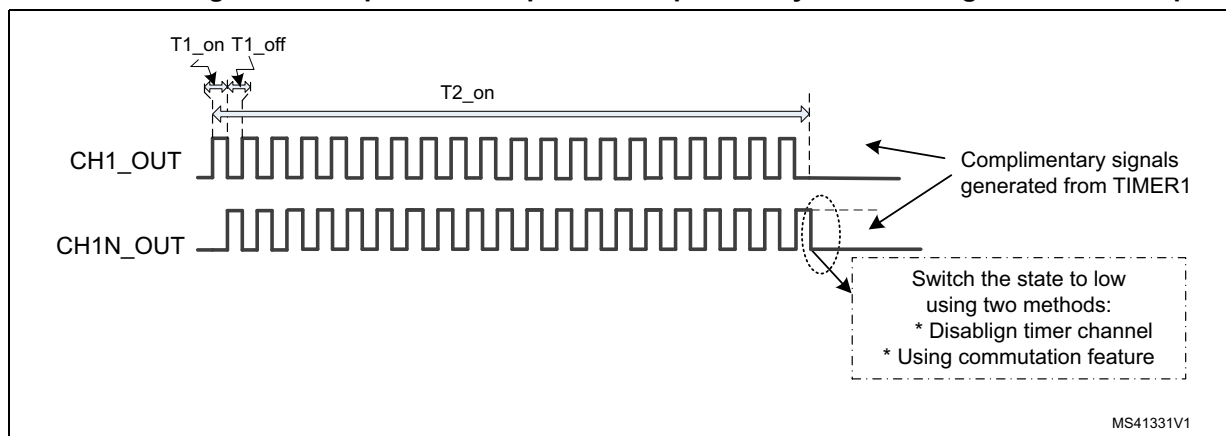 T1_on T1_off
T2_on
CH1_OUT
Complimentary signals
generated from TIMER1
CH1N_OUT
Switch the state to low
using two methods:
* Disablign timer channel
* Using commutation feature
MS41331V1